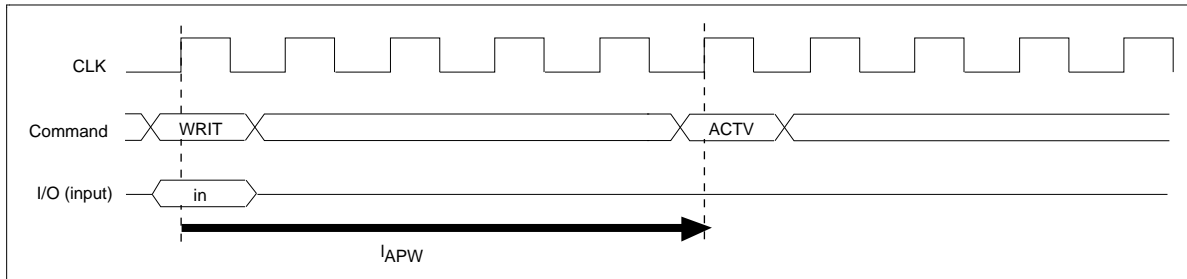 CLK
Command WRIT ACTV
I/O (input) in
lAPW